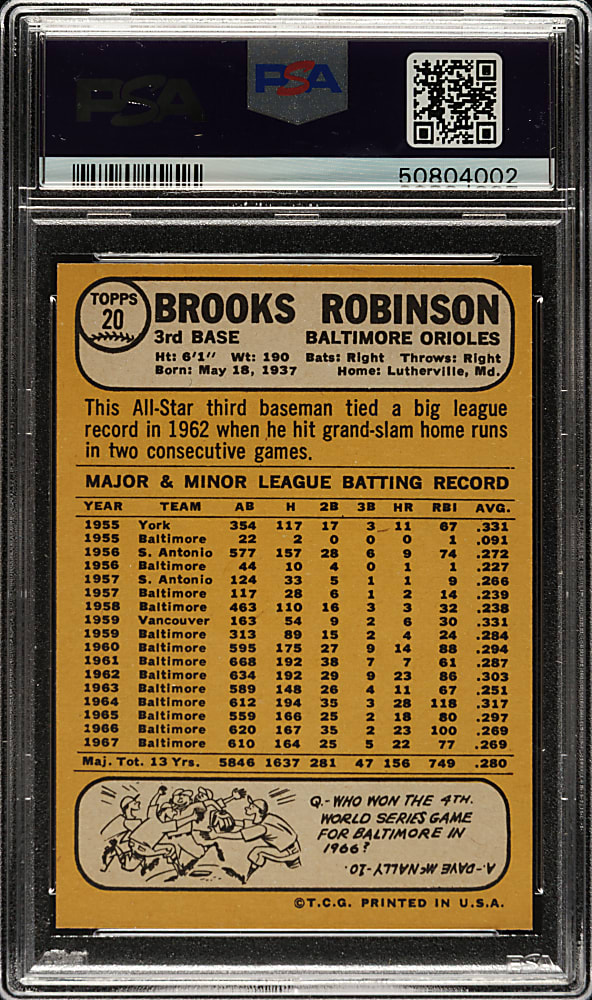 PSA
PSA
50804002
TOPPS
20
BROOKS ROBINSON
3rd BASE BALTIMORE ORIOLES
Ht: 6'1" Wt: 190 Bats: Right Throws: Right
Born: May 18, 1937 Home: Lutherville, Md.
This All-Star third baseman tied a big league
record in 1962 when he hit grand-slam home runs
in two consecutive games.
MAJOR & MINOR LEAGUE BATTING RECORD
YEAR TEAM AB H 2B 3B HR RBI AVG.
1955 York 354 117 17 3 11 67 .331
1955 Baltimore 22 2 0 0 0 1 .091
1956 S. Antonio 577 157 28 6 9 74 .272
1956 Baltimore 44 10 4 0 1 1 .227
1957 S. Antonio 124 33 5 1 1 9 .266
1957 Baltimore 117 28 6 1 2 14 .239
1958 Baltimore 463 110 16 3 3 32 .238
1959 Vancouver 163 54 9 2 6 30 .331
1959 Baltimore 313 89 15 2 4 24 .284
1960 Baltimore 595 175 27 9 14 88 .294
1961 Baltimore 668 192 38 7 7 61 .287
1962 Baltimore 634 192 29 9 23 86 .303
1963 Baltimore 589 148 26 4 11 67 .251
1964 Baltimore 612 194 35 3 28 118 .317
1965 Baltimore 559 166 25 2 18 80 .297
1966 Baltimore 620 167 35 2 23 100 .269
1967 Baltimore 610 164 25 5 22 77 .269
Maj. Tot. 13 Yrs. 5846 1637 281 47 156 749 .280
Q.-WHO WON THE 4TH.
WORLD SERIES GAME
FOR BALTIMORE IN
1966?
A.-DAVE McNALLY-1-0.
©T.C.G. PRINTED IN U.S.A.
PSA